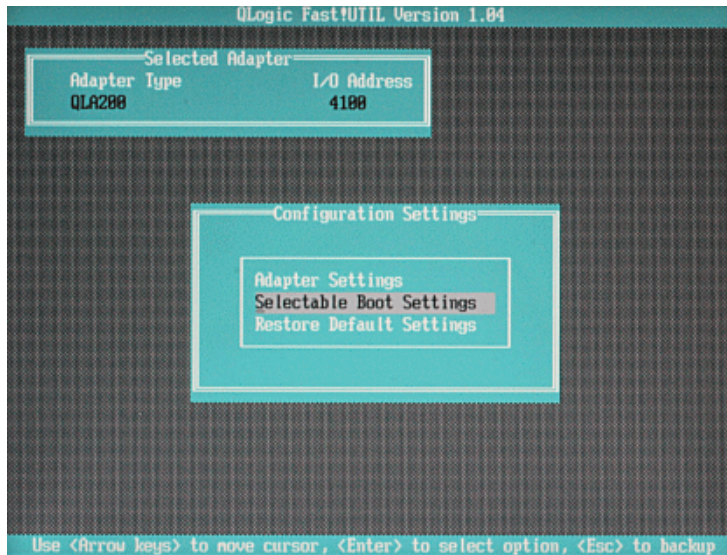 QLogic Fast!UTIL Version 1.04
Selected Adapter
Adapter Type I/O Address
QLA200 4100
Configuration Settings
Adapter Settings
Selectable Boot Settings
Restore Default Settings
Use <Arrow keys> to move cursor, <Enter> to select option, <Esc> to backup